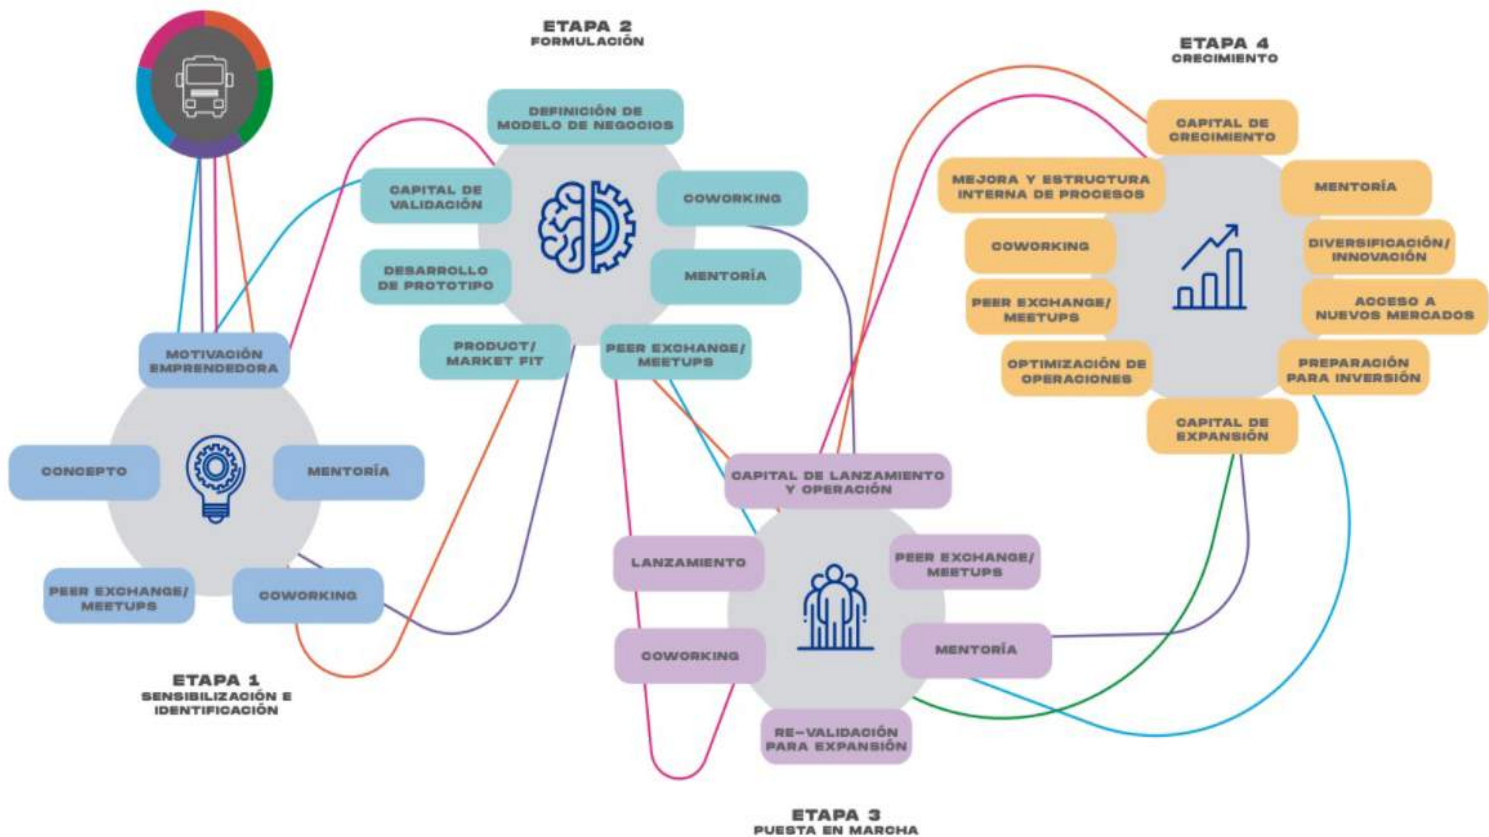 ETAPA 1
SENSIBILIZACIÓN E
IDENTIFICACIÓN
MOTIVACIÓN
EMPRENDEDORA
CONCEPTO
MENTORÍA
PEER EXCHANGE/
MEETUPS
COWORKING
ETAPA 2
FORMULACIÓN
DEFINICIÓN DE
MODELO DE NEGOCIOS
CAPITAL DE
VALIDACIÓN
COWORKING
DESARROLLO
DE PROTOTIPO
MENTORÍA
PRODUCT/
MARKET FIT
PEER EXCHANGE/
MEETUPS
ETAPA 3
PUESTA EN MARCHA
CAPITAL DE LANZAMIENTO
Y OPERACIÓN
LANZAMIENTO
PEER EXCHANGE/
MEETUPS
COWORKING
MENTORÍA
RE-VALIDACIÓN
PARA EXPANSIÓN
ETAPA 4
CRECIMIENTO
CAPITAL DE
CRECIMIENTO
MEJORA Y ESTRUCTURA
INTERNA DE PROCESOS
MENTORÍA
COWORKING
DIVERSIFICACIÓN/
INNOVACIÓN
PEER EXCHANGE/
MEETUPS
ACCESO A
NUEVOS MERCADOS
OPTIMIZACIÓN DE
OPERACIONES
PREPARACIÓN
PARA INVERSIÓN
CAPITAL DE
EXPANSIÓN